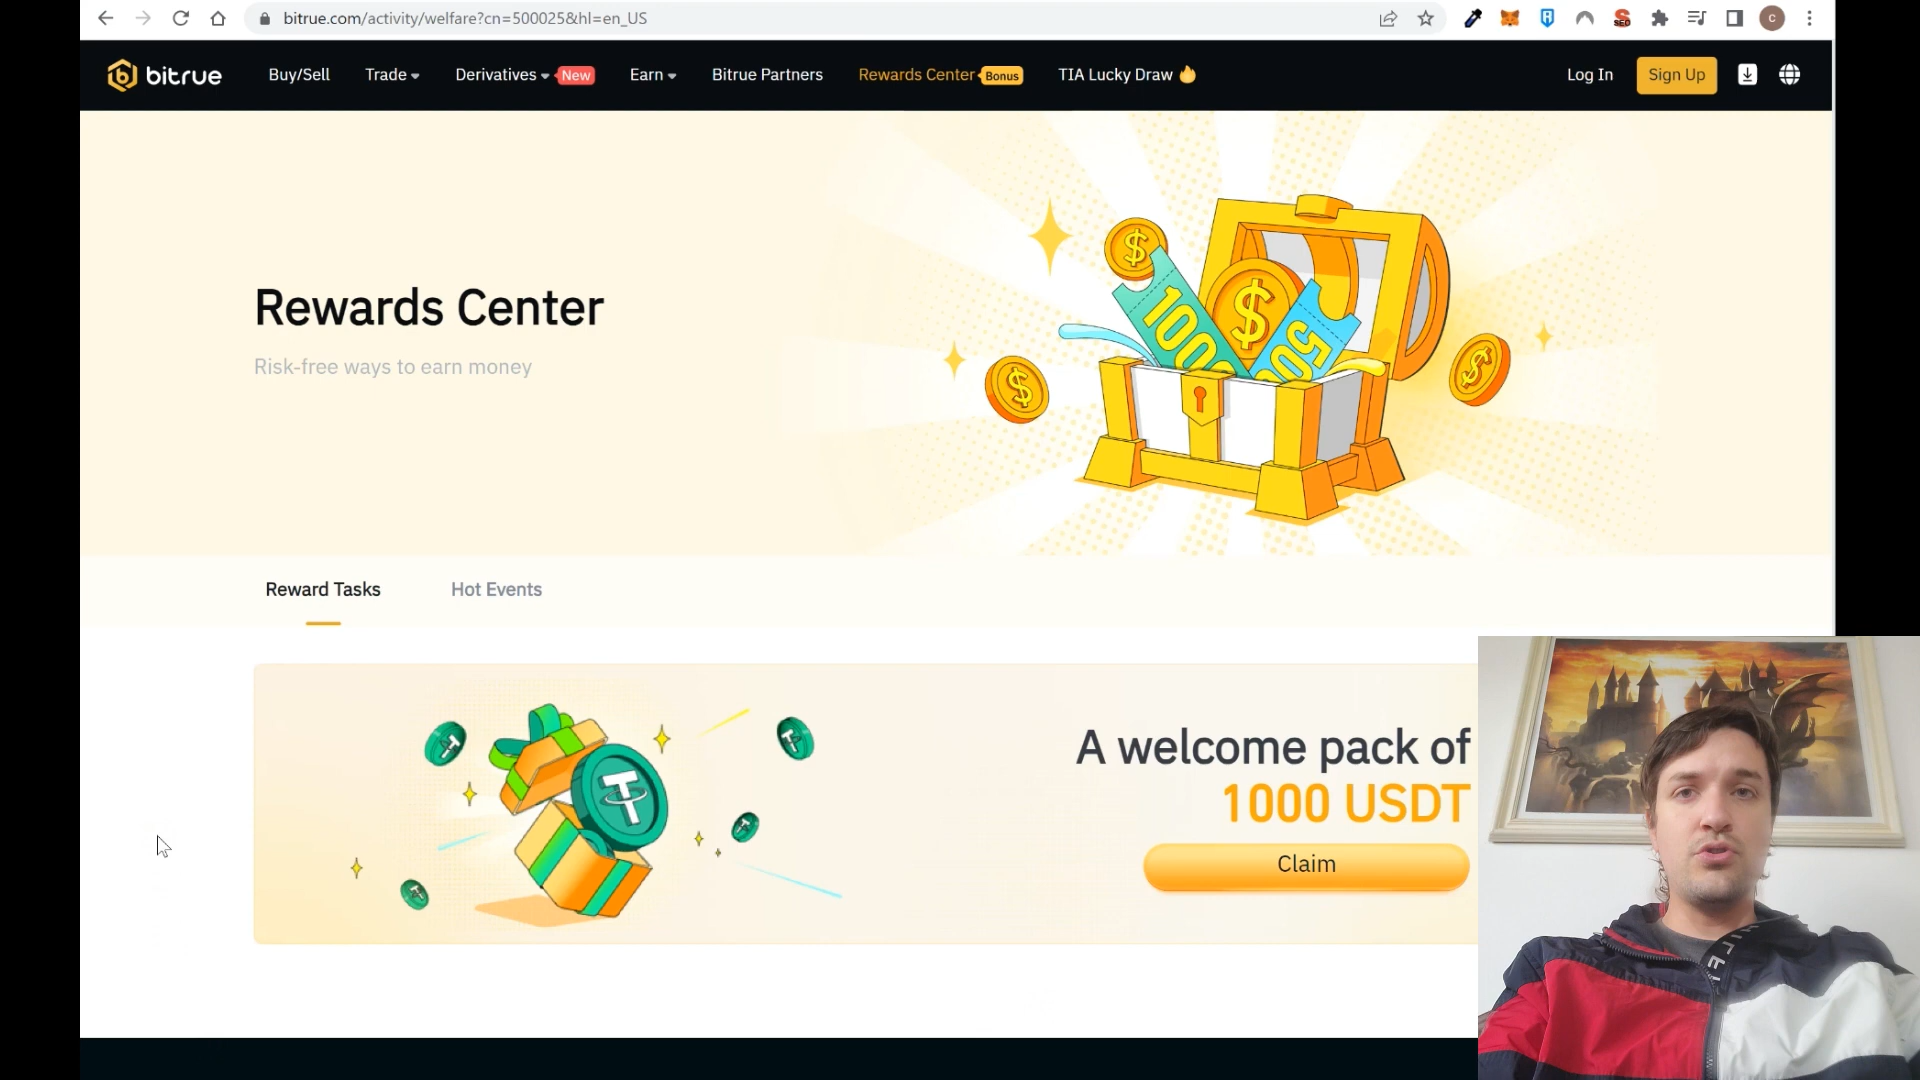 bitrue.com/activity/welfare?cn=500025&hl=en_US
SEO
C
bitrue
Buy/Sell
Trade
Derivatives
New
Earn
Bitrue Partners
Rewards Center
Bonus
TIA Lucky Draw
Log In
Sign Up
Rewards Center
Risk-free ways to earn money
100
50
Reward Tasks
Hot Events
A welcome pack of
1000 USDT
Claim